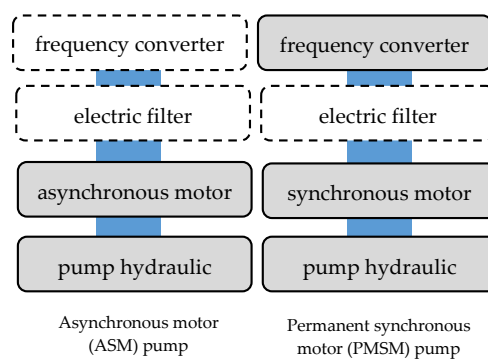 frequency converter
electric filter
asynchronous motor
pump hydraulic
Asynchronous motor
(ASM) pump
frequency converter
electric filter
synchronous motor
pump hydraulic
Permanent synchronous
motor (PMSM) pump